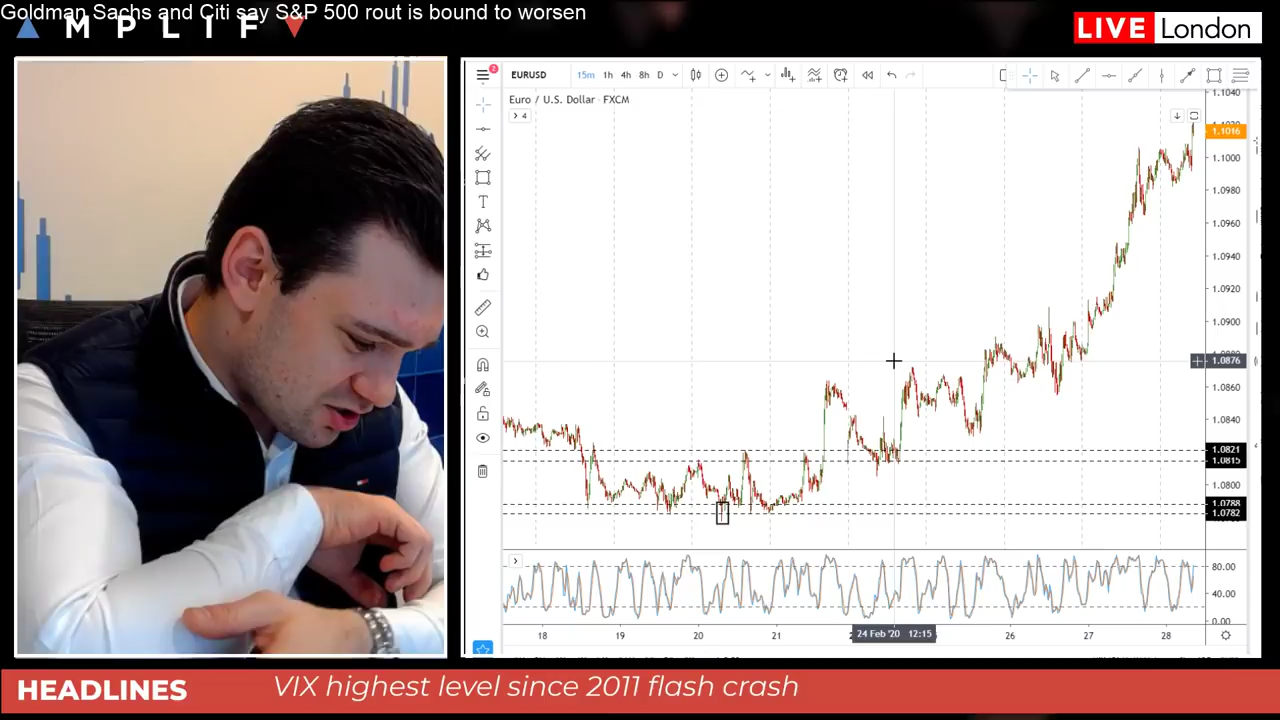 Goldman Sachs and Citi say S&P 500 rout is bound to worsen
MPLIF
LIVE London
2
EURUSD
15m 1h 4h 8h D
Euro / U.S. Dollar FXCM
4
1.1040
1.1016
1.1000
1.0980
1.0960
1.0940
1.0920
1.0900
1.0876
1.0860
1.0840
1.0821
1.0815
1.0800
1.0788
1.0782
80.00
40.00
0.00
18 19 20 21 24 Feb '20 12:15 26 27 28
HEADLINES
VIX highest level since 2011 flash crash